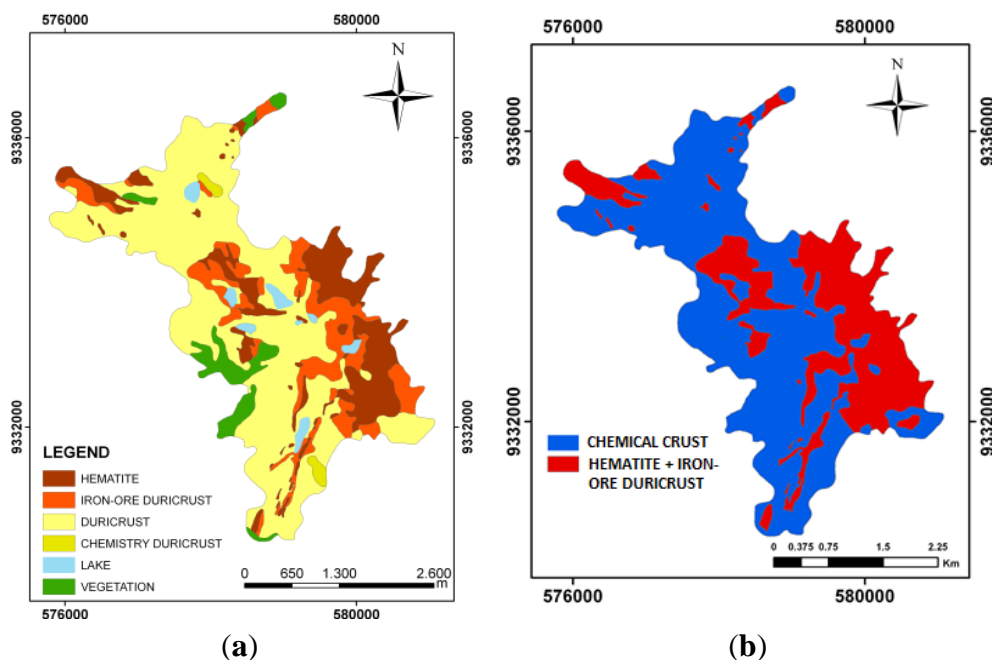 576000
580000
N
9336000
9336000
9332000
9332000
LEGEND
HEMATITE
IRON-ORE DURICRUST
DURICRUST
CHEMISTRY DURICRUST
LAKE
VEGETATION
0 650 1.300 2.600
m
576000
580000
(a)
576000
580000
N
9336000
9336000
9332000
9332000
CHEMICAL CRUST
HEMATITE + IRON-
ORE DURICRUST
0 0.375 0.75 1.5 2.25
Km
576000
580000
(b)